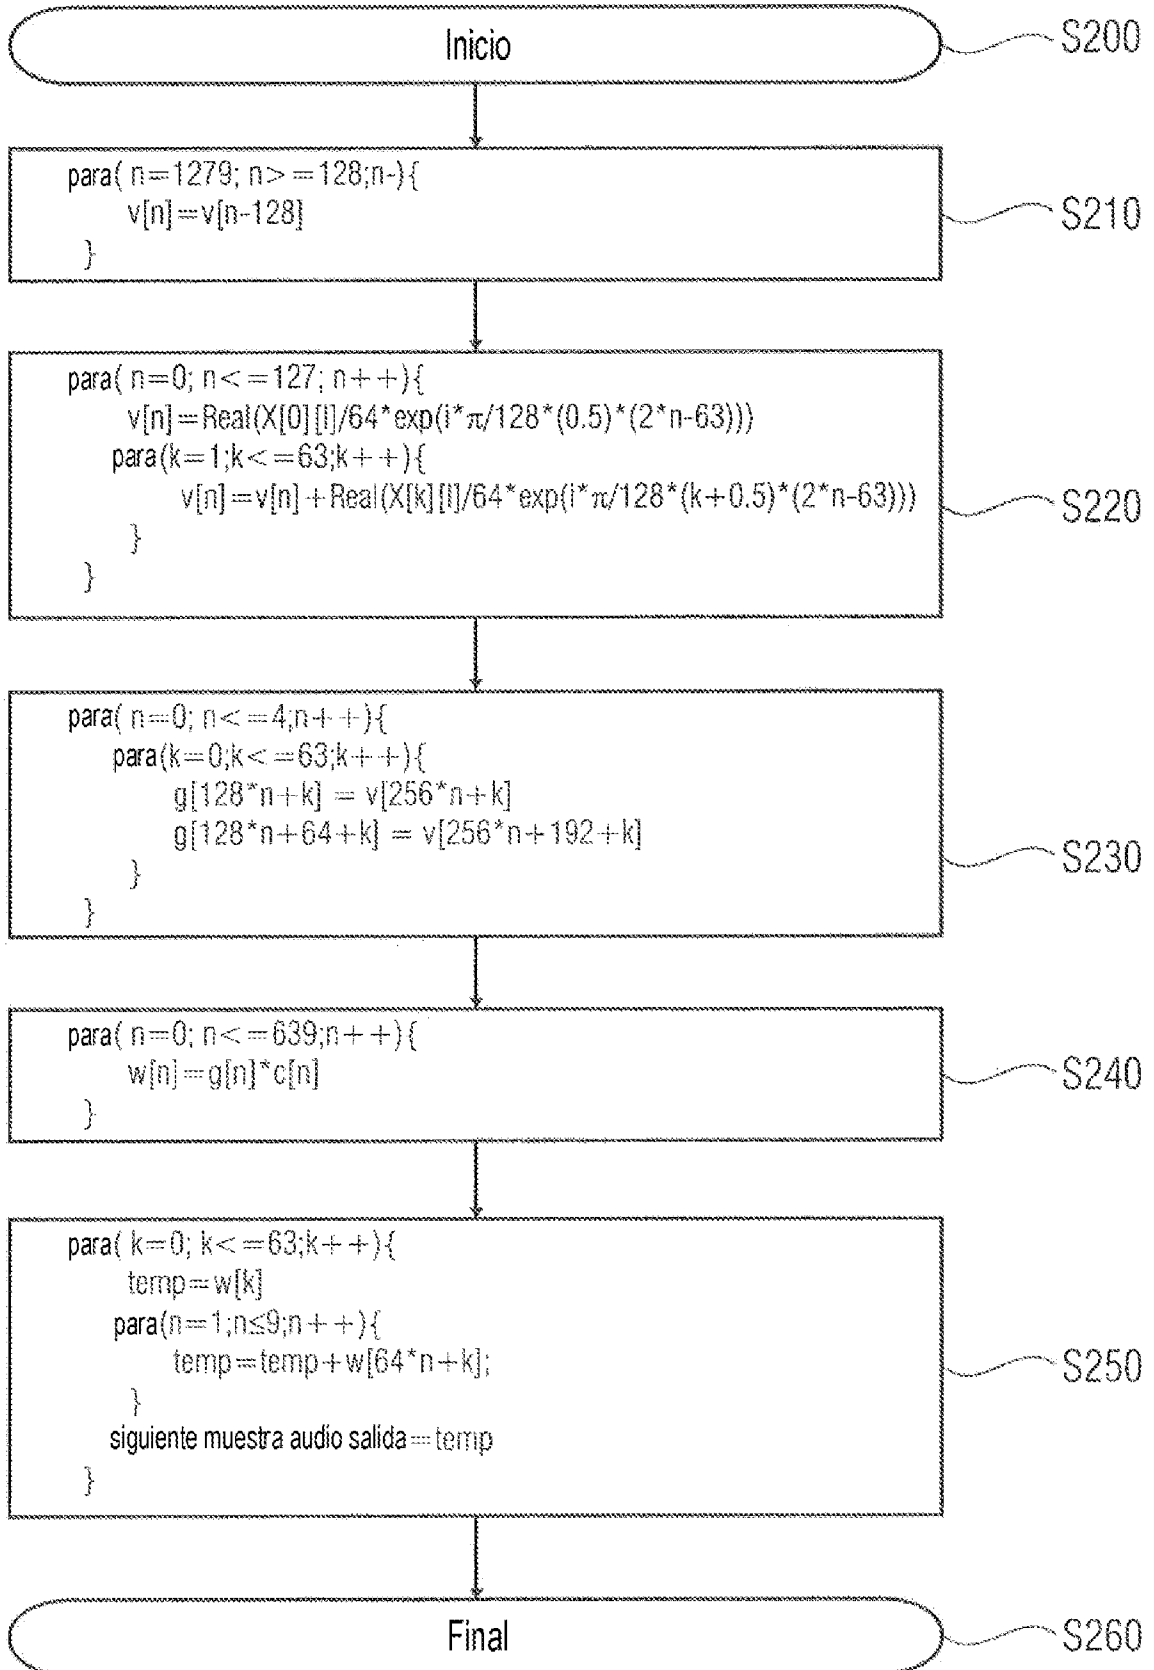 Inicio
S200
para( n=1279; n>=128;n-){
v[n]=v[n-128]
}
S210
para( n=0; n<=127; n++){
v[n]=Real(X[0][l]/64*exp(i*π/128*(0.5)*(2*n-63)))
para(k=1;k<=63;k++){
v[n]=v[n]+Real(X[k][l]/64*exp(i*π/128*(k+0.5)*(2*n-63)))
}
}
S220
para( n=0; n<=4;n++){
para(k=0;k<=63;k++){
g[128*n+k] = v[256*n+k]
g[128*n+64+k] = v[256*n+192+k]
}
}
S230
para( n=0; n<=639;n++){
w[n]=g[n]*c[n]
}
S240
para( k=0; k<=63;k++){
temp=w[k]
para(n=1;n≤9;n++){
temp=temp+w[64*n+k];
}
siguiente muestra audio salida=temp
}
S250
Final
S260